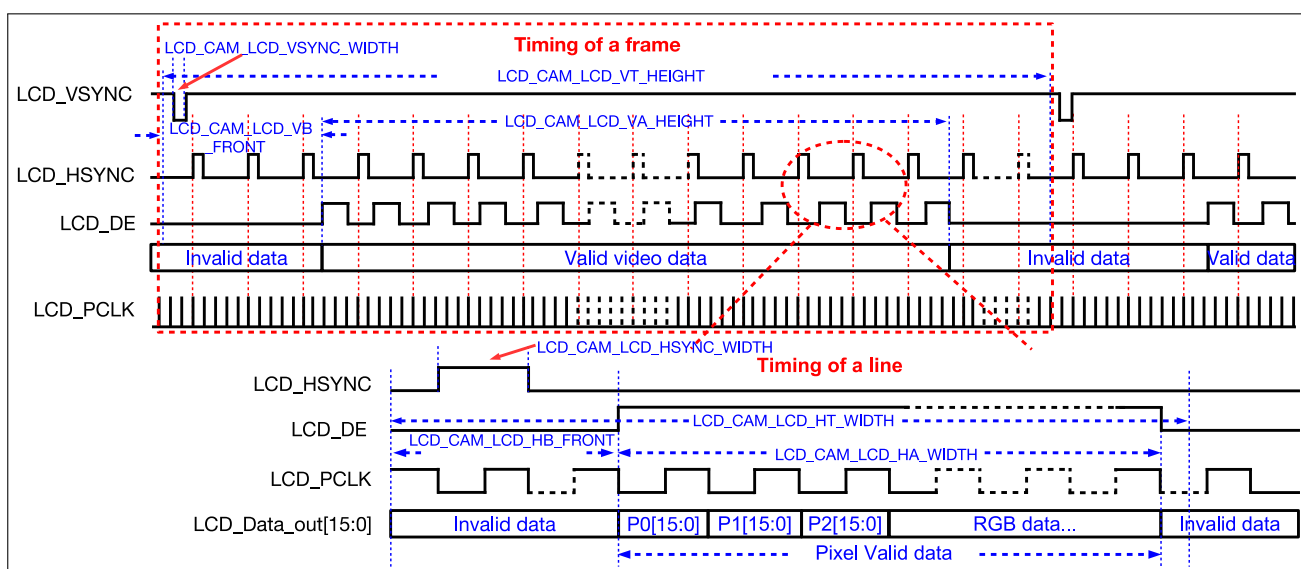 Timing of a frame
LCD_CAM_LCD_VSYNC_WIDTH
LCD_CAM_LCD_VT_HEIGHT
LCD_VSYNC
LCD_CAM_LCD_VB_
FRONT
LCD_CAM_LCD_VA_HEIGHT
LCD_HSYNC
LCD_DE
Invalid data
Valid video data
Invalid data
Valid data
LCD_PCLK
LCD_CAM_LCD_HSYNC_WIDTH
Timing of a line
LCD_HSYNC
LCD_DE
LCD_CAM_LCD_HT_WIDTH
LCD_CAM_LCD_HB_FRONT
LCD_CAM_LCD_HA_WIDTH
LCD_PCLK
LCD_Data_out[15:0]
Invalid data
P0[15:0]
P1[15:0]
P2[15:0]
RGB data...
Invalid data
Pixel Valid data